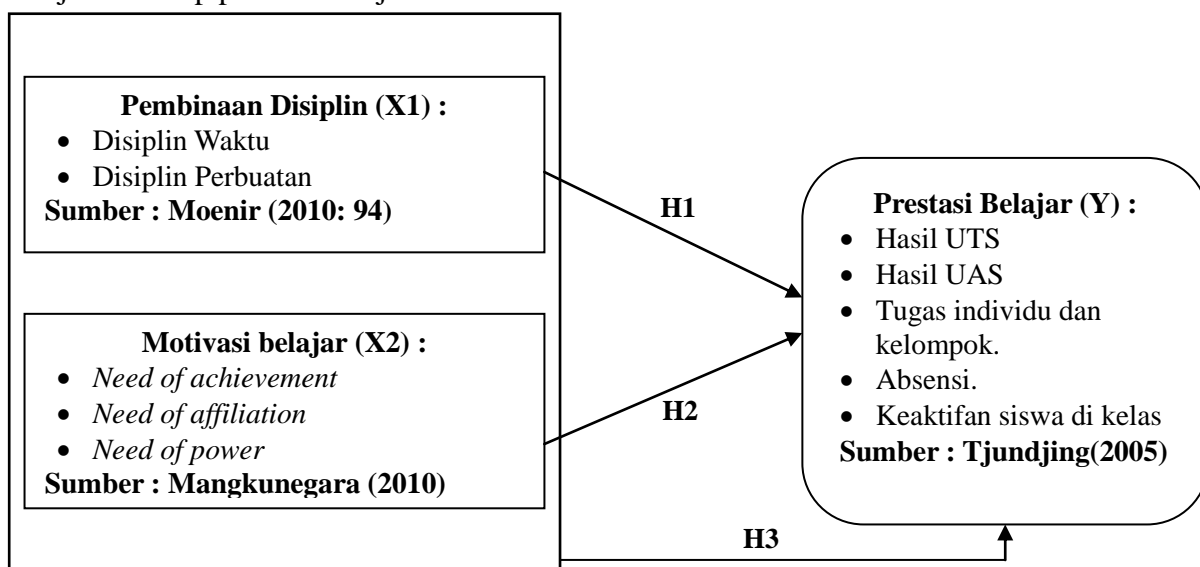 Pembinaan Disiplin (X1) :
• Disiplin Waktu
• Disiplin Perbuatan
Sumber : Moenir (2010: 94)
H1
Prestasi Belajar (Y) :
• Hasil UTS
• Hasil UAS
• Tugas individu dan
kelompok.
• Absensi.
• Keaktifan siswa di kelas
Sumber : Tjundjing(2005)
Motivasi belajar (X2) :
• Need of achievement
• Need of affiliation
• Need of power
Sumber : Mangkunegara (2010)
H2
H3